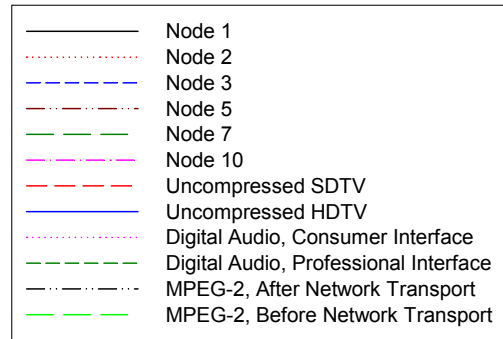 Node 1
Node 2
Node 3
Node 5
Node 7
Node 10
Uncompressed SDTV
Uncompressed HDTV
Digital Audio, Consumer Interface
Digital Audio, Professional Interface
MPEG-2, After Network Transport
MPEG-2, Before Network Transport